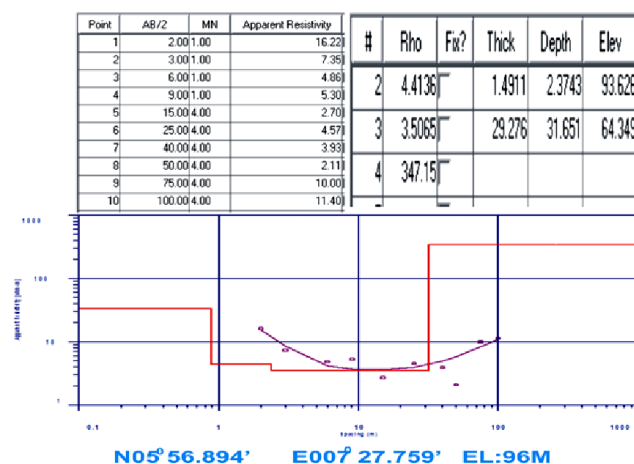 Point AB/2 MN Apparent Resistivity
1 2.00 1.00 16.22
2 3.00 1.00 7.35
3 6.00 1.00 4.86
4 9.00 1.00 5.30
5 15.00 4.00 2.70
6 25.00 4.00 4.57
7 40.00 4.00 3.93
8 50.00 4.00 2.11
9 75.00 4.00 10.00
10 100.00 4.00 11.40
# Rho Fix? Thick Depth Elev
2 4.4136 1.4911 2.3743 93.626
3 3.5065 29.276 31.651 64.349
4 347.15
1000
100
10
1
Apparent Resistivity
0.1 1 10 100 1000
Spacing (m)
N05° 56.894' E007° 27.759' EL:96M